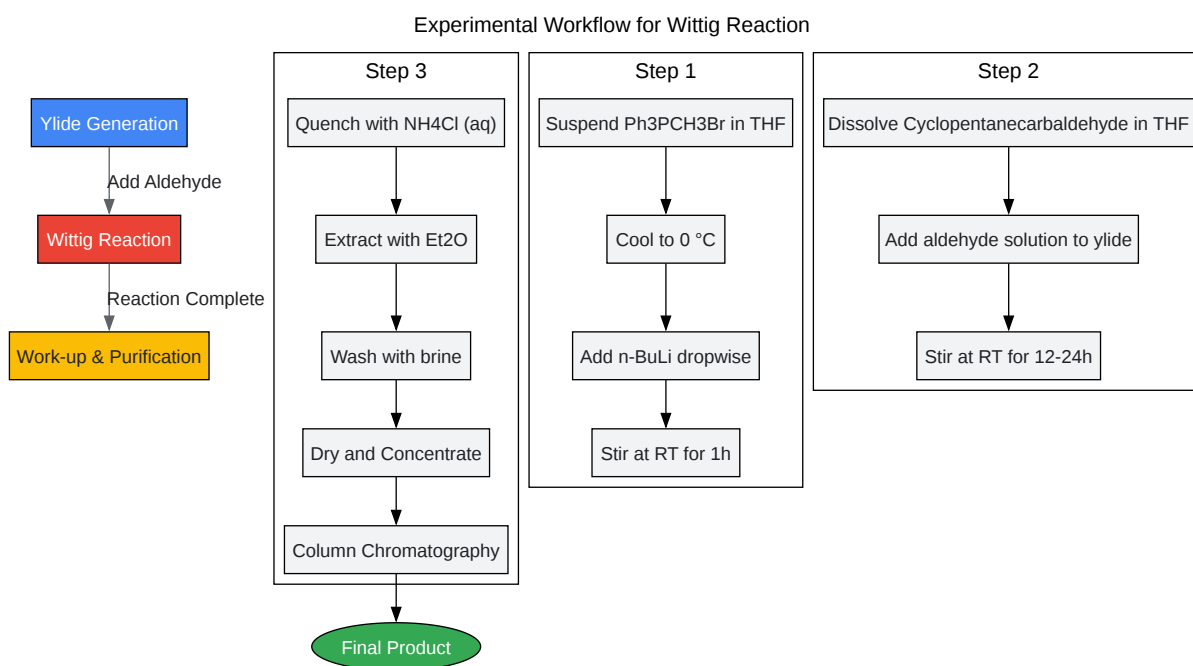 Experimental Workflow for Wittig Reaction
Ylide Generation
Add Aldehyde
Wittig Reaction
Reaction Complete
Work-up & Purification
Step 3
Quench with NH4Cl (aq)
Extract with Et2O
Wash with brine
Dry and Concentrate
Column Chromatography
Final Product
Step 1
Suspend Ph3PCH3Br in THF
Cool to 0 °C
Add n-BuLi dropwise
Stir at RT for 1h
Step 2
Dissolve Cyclopentanecarbaldehyde in THF
Add aldehyde solution to ylide
Stir at RT for 12-24h